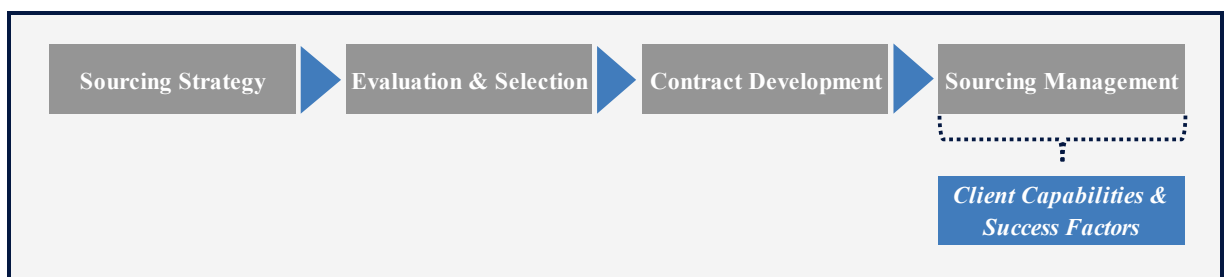 Sourcing Strategy
Evaluation & Selection
Contract Development
Sourcing Management
Client Capabilities &
Success Factors